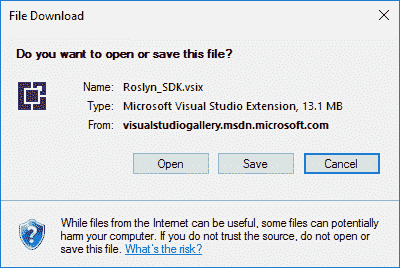 File Download
Do you want to open or save this file?
Name: Roslyn_SDK.vsix
Type: Microsoft Visual Studio Extension, 13.1 MB
From: visualstudiogallery.msdn.microsoft.com
Open Save Cancel
While files from the Internet can be useful, some files can potentially
harm your computer. If you do not trust the source, do not open or
save this file. What's the risk?